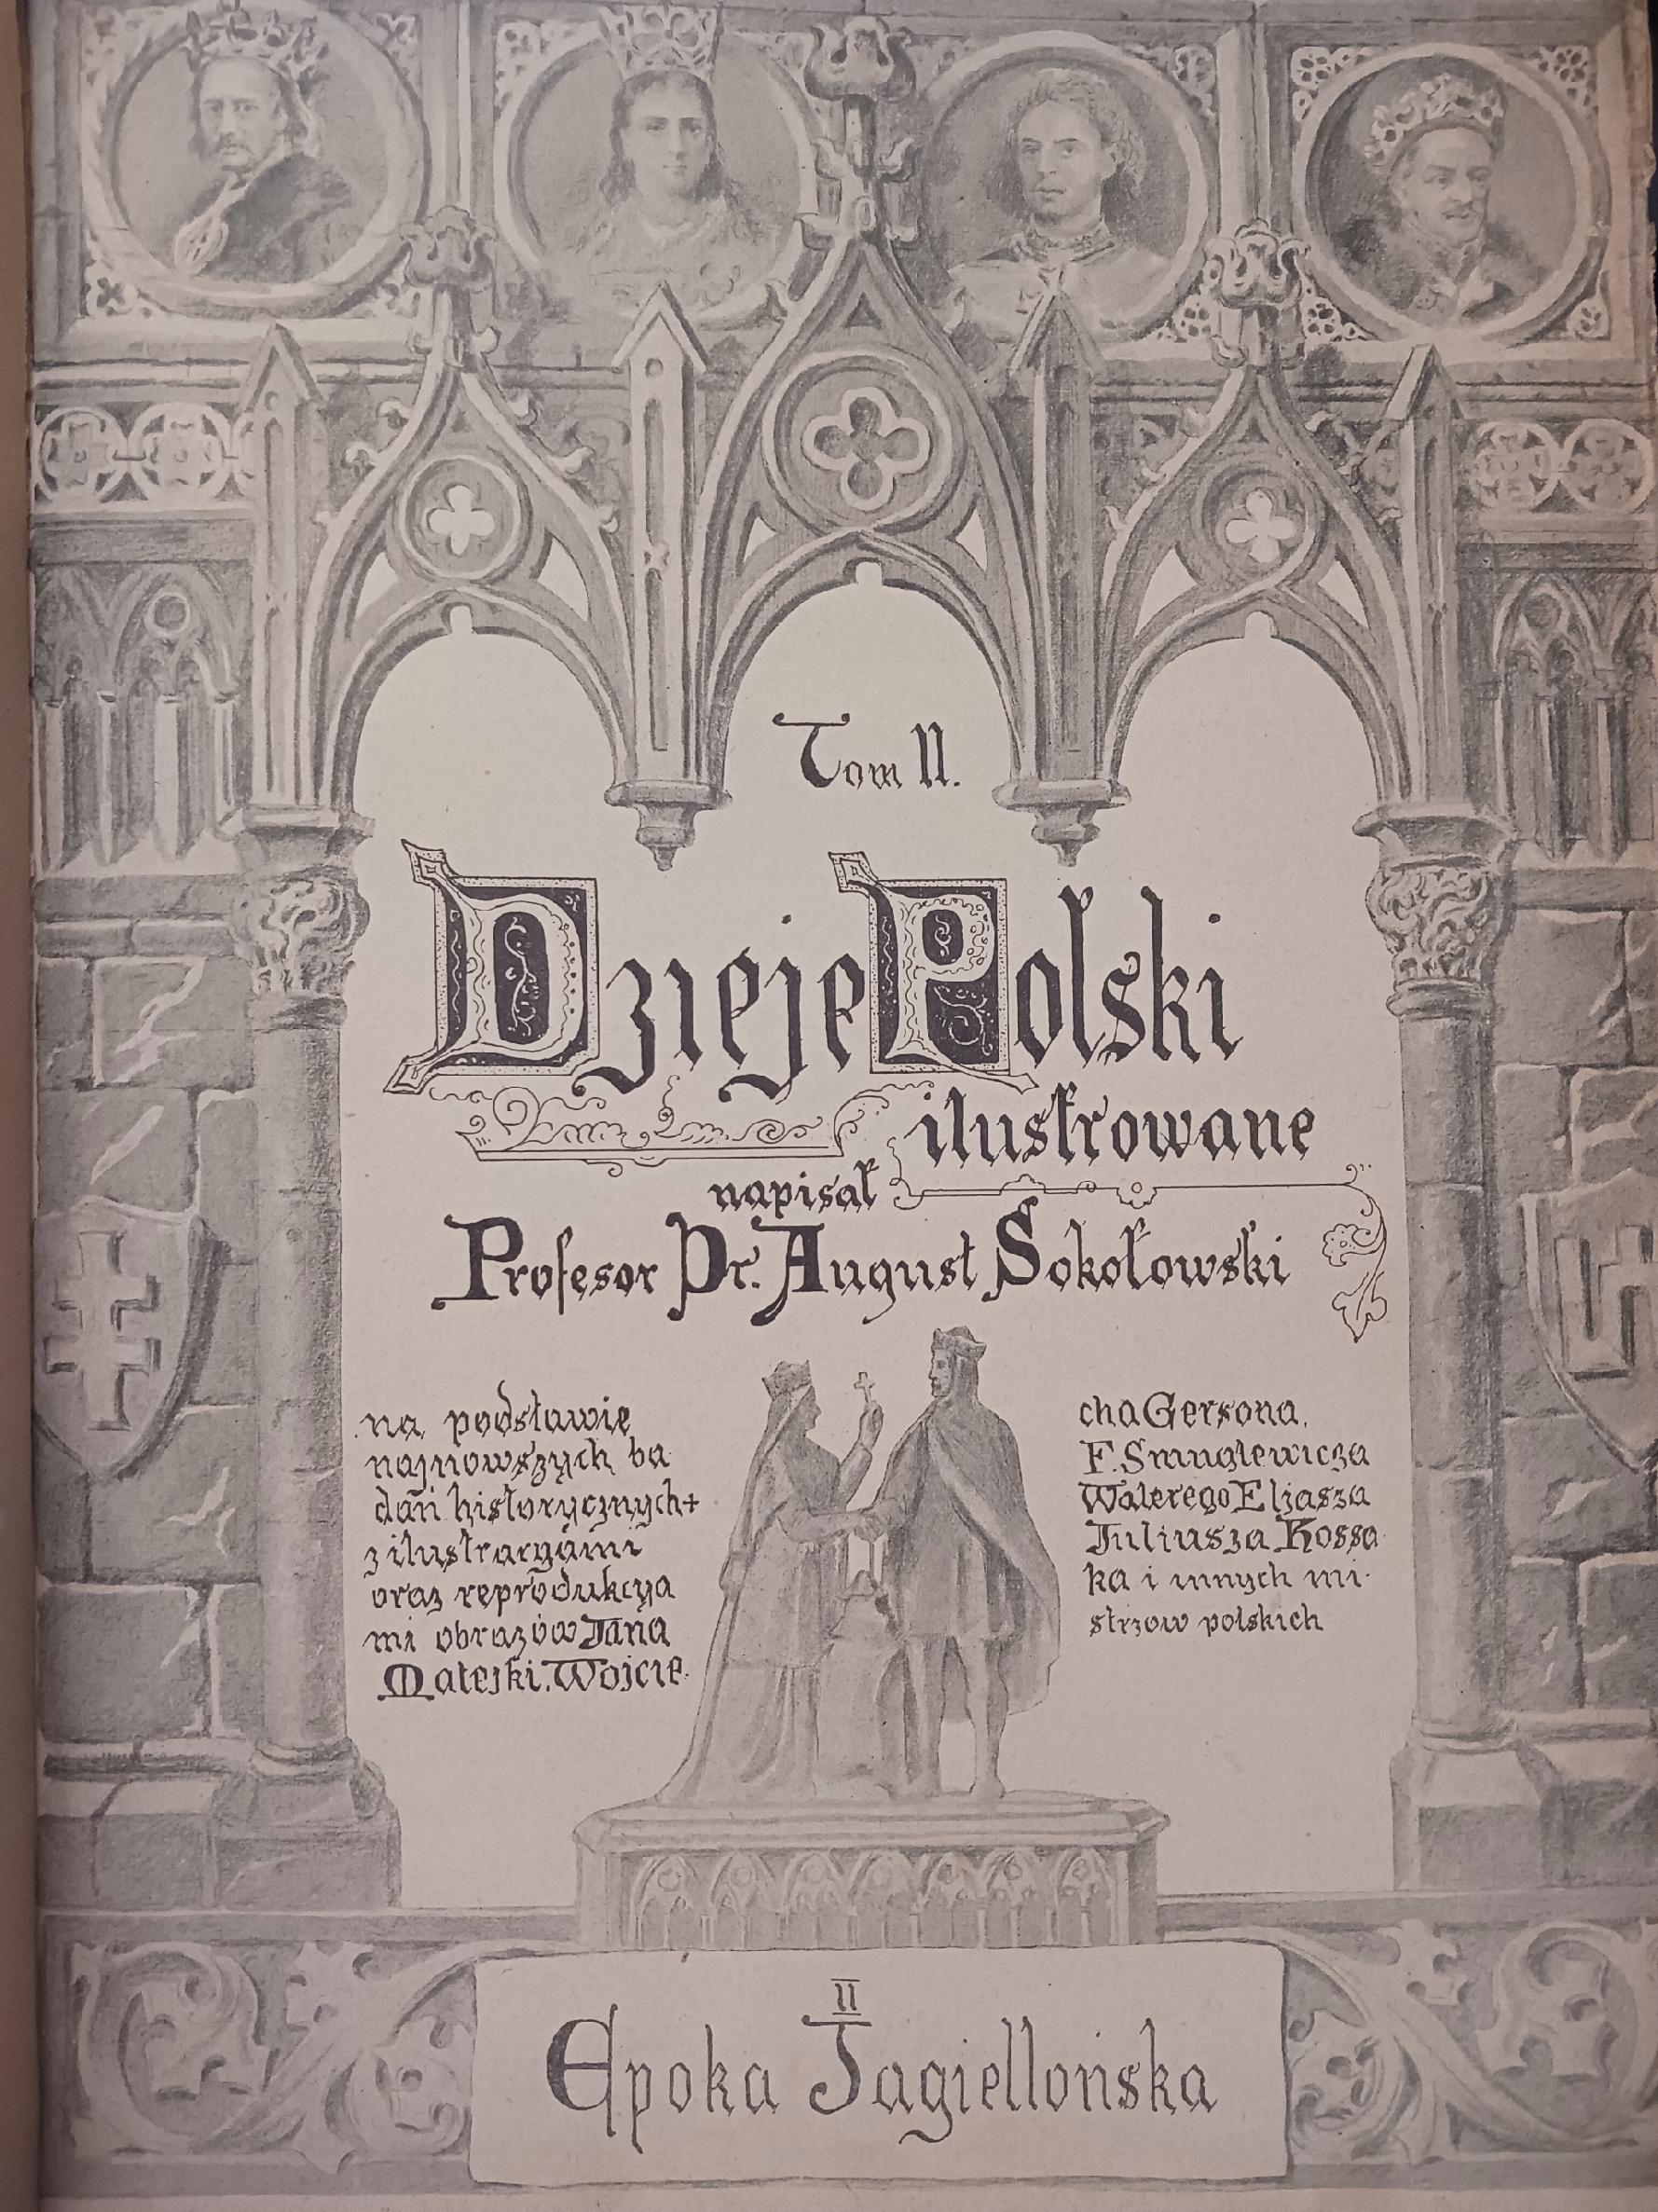 Tom II.
Dzieje Polski
ilustrowane
napisał
Profesor Dr. August Sokołowski
na podstawie
najnowszych ba
dań historycznych
z ilustracyami
oraz reprodukcya
mi obrazów Jana
Matejki, Wojcie-
cha Gersona,
F. Smuglewicza
Walerego Eljasza
Juliusza Kossa
ka i innych mi-
strzow polskich
II
Epoka Jagiellońska